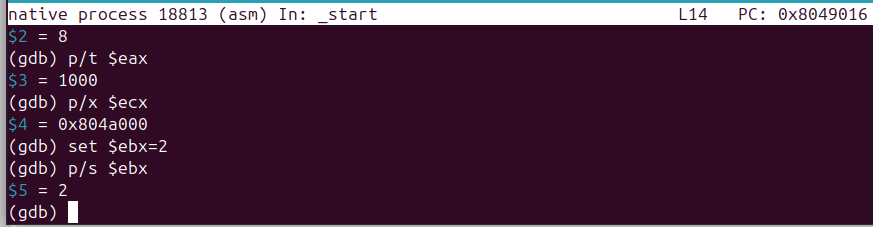 native process 18813 (asm) In: _start L14 PC: 0x8049016
$2 = 8
(gdb) p/t $eax
$3 = 1000
(gdb) p/x $ecx
$4 = 0x804a000
(gdb) set $ebx=2
(gdb) p/s $ebx
$5 = 2
(gdb)